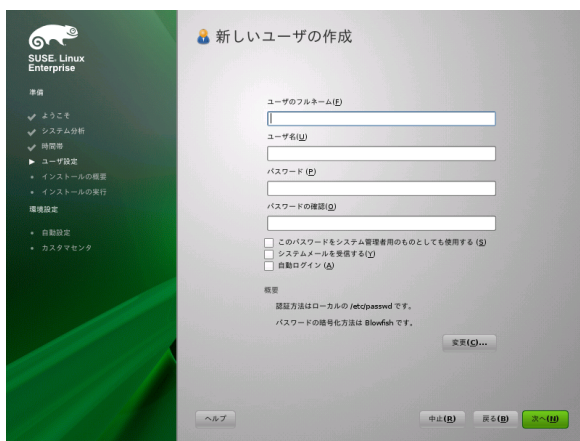 SUSE. Linux
Enterprise
準備
ようこそ
システム分析
時間帯
ユーザ設定
インストールの概要
インストールの実行
環境設定
自動設定
カスタマセンタ
新しいユーザの作成
ユーザのフルネーム(F)
ユーザ名(U)
パスワード (P)
パスワードの確認(O)
このパスワードをシステム管理者用のものとしても使用する (S)
システムメールを受信する(Y)
自動ログイン (A)
概要
認証方法はローカルの /etc/passwd です。
パスワードの暗号化方法は Blowfish です。
変更(C)...
ヘルプ
中止(R)
戻る(B)
次へ(N)